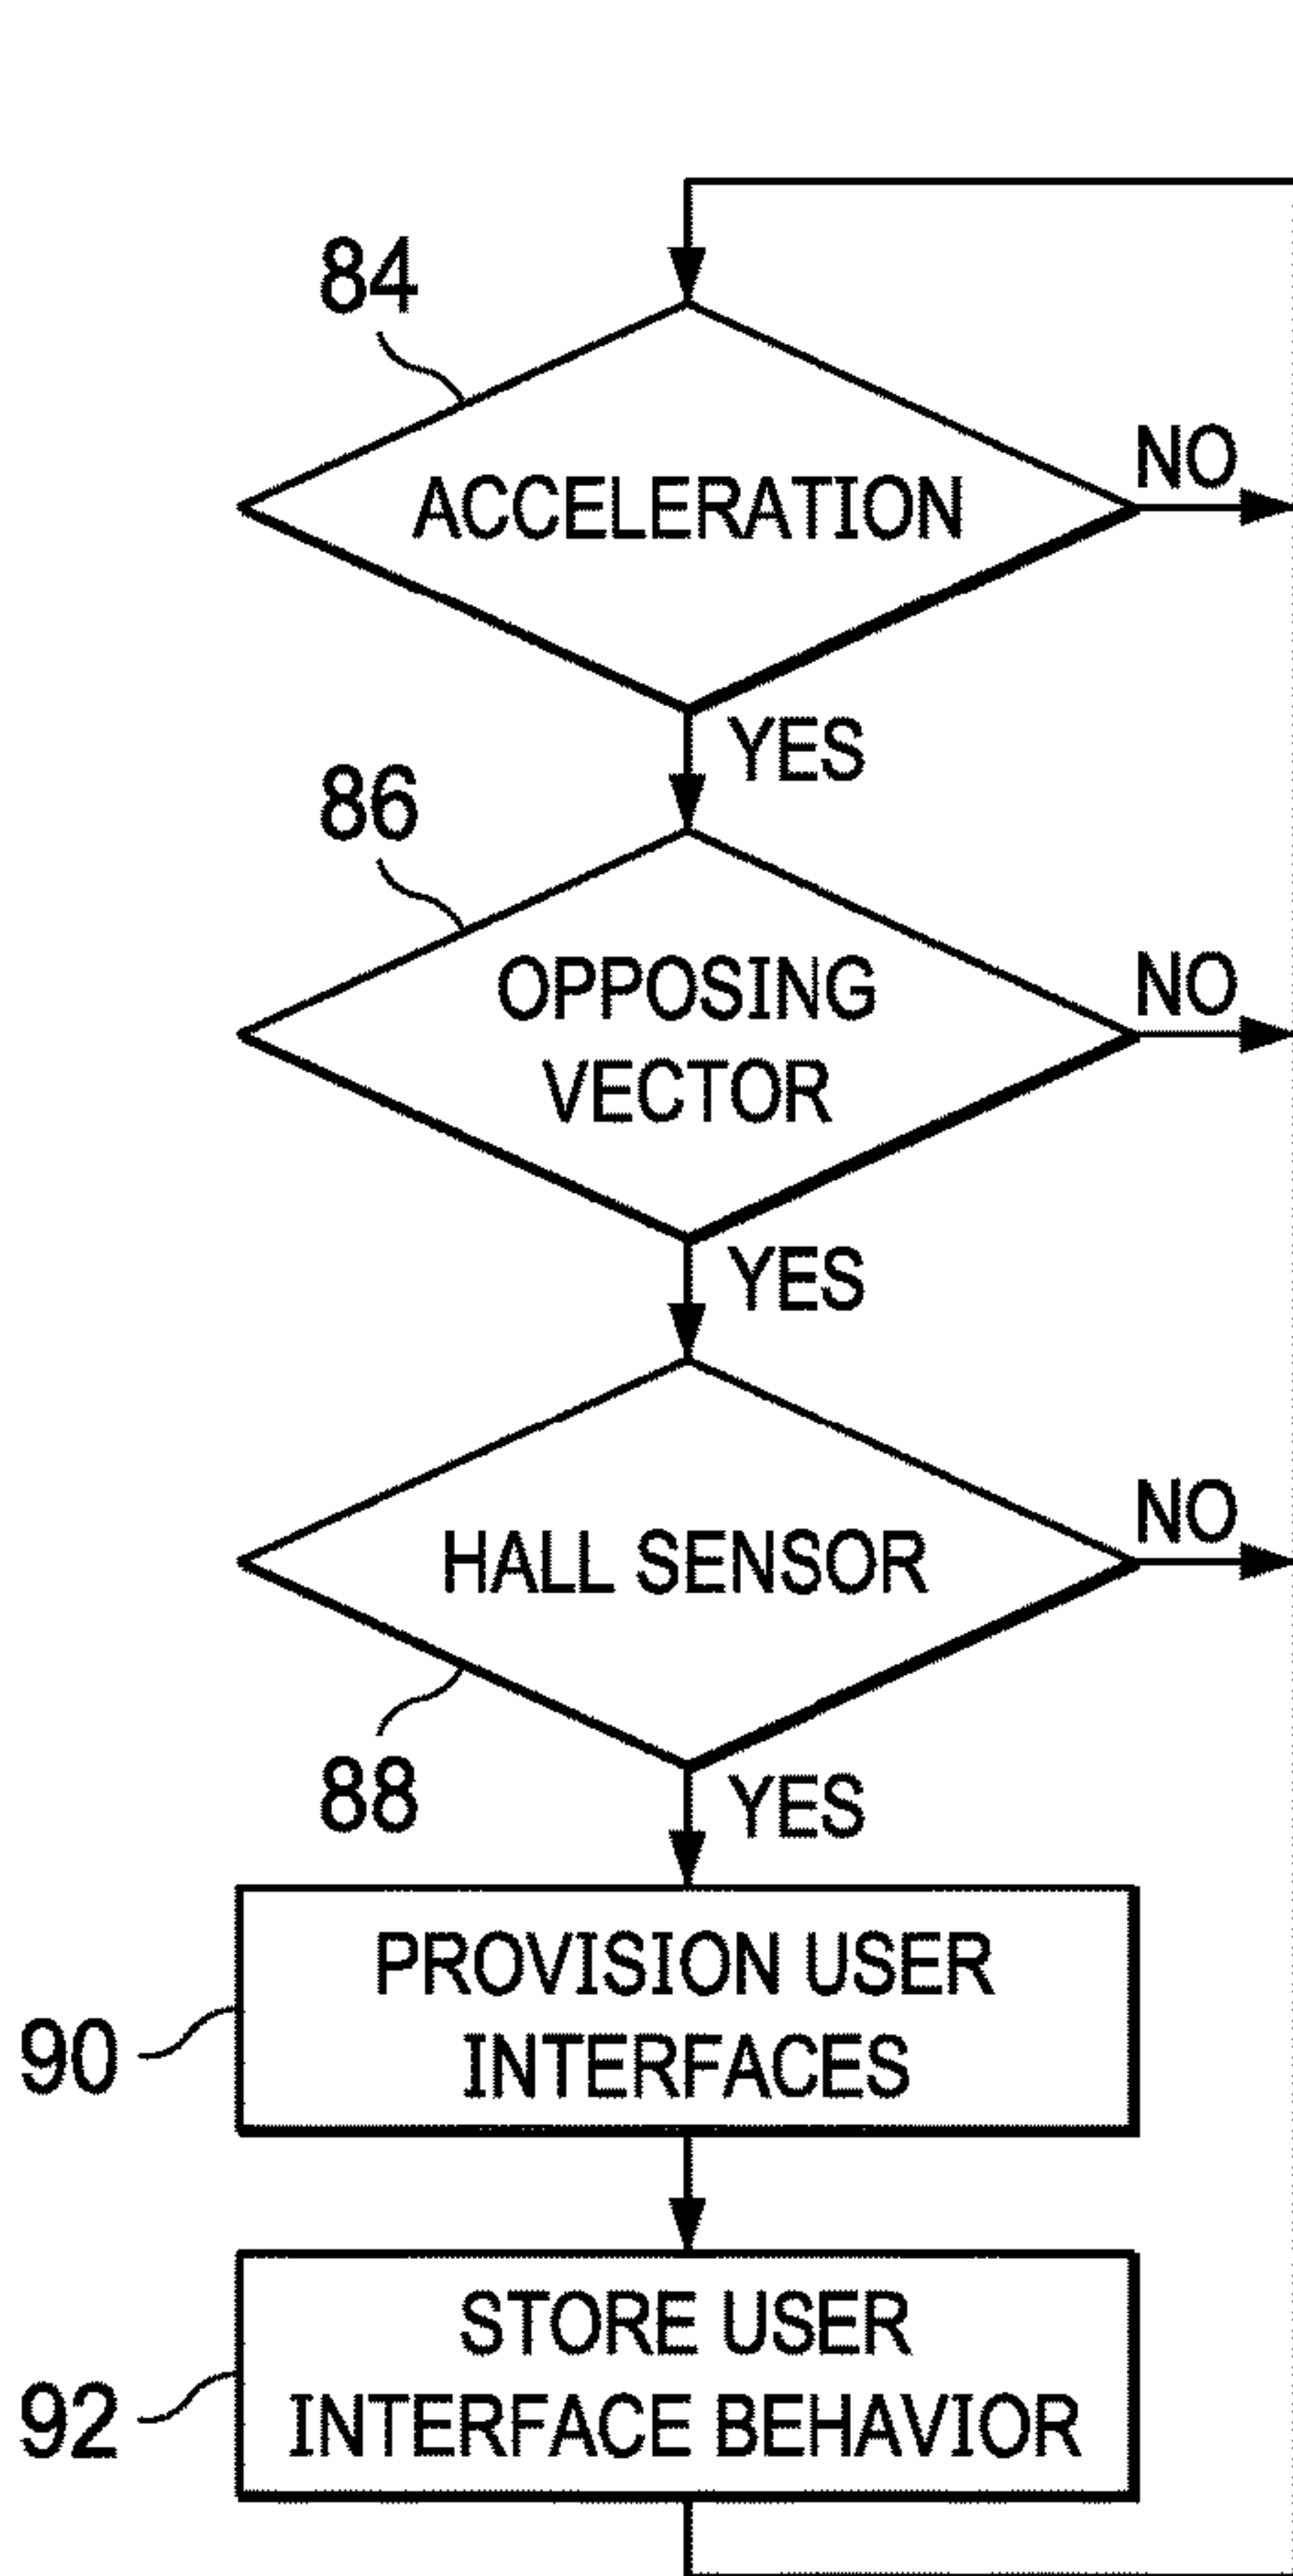 84
ACCELERATION
NO
YES
86
OPPOSING
VECTOR
NO
YES
HALL SENSOR
NO
88
YES
PROVISION USER
INTERFACES
90
STORE USER
INTERFACE BEHAVIOR
92